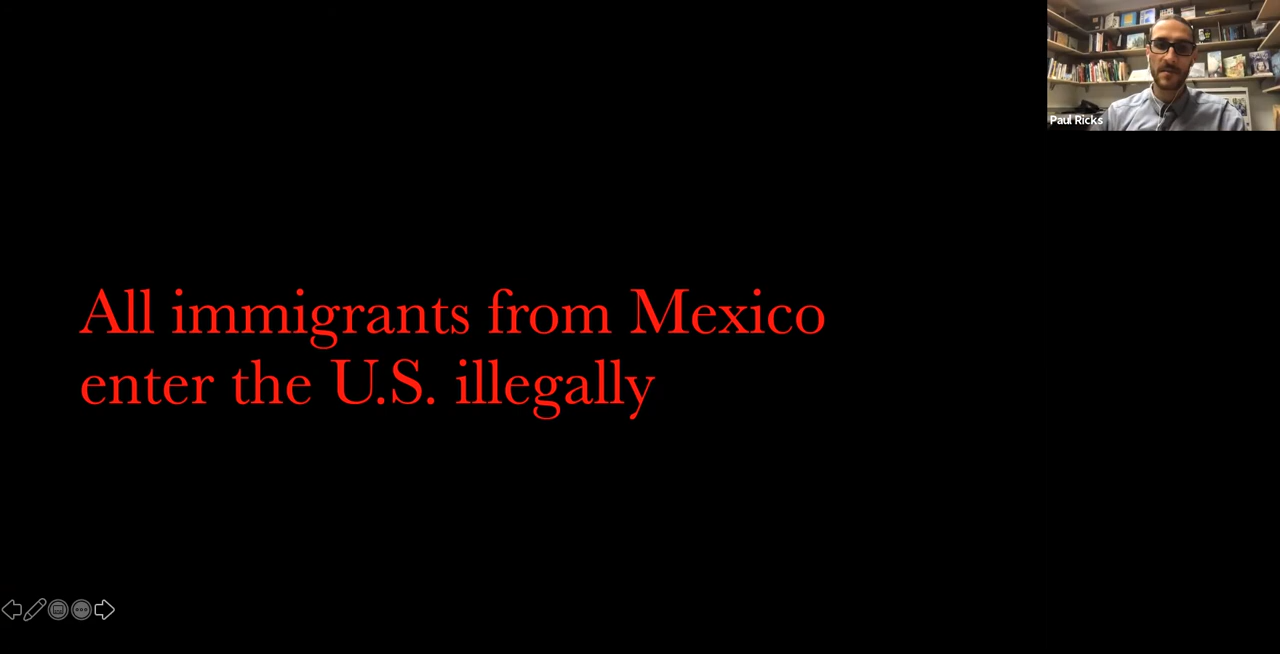 Paul Ricks
All immigrants from Mexico
enter the U.S. illegally